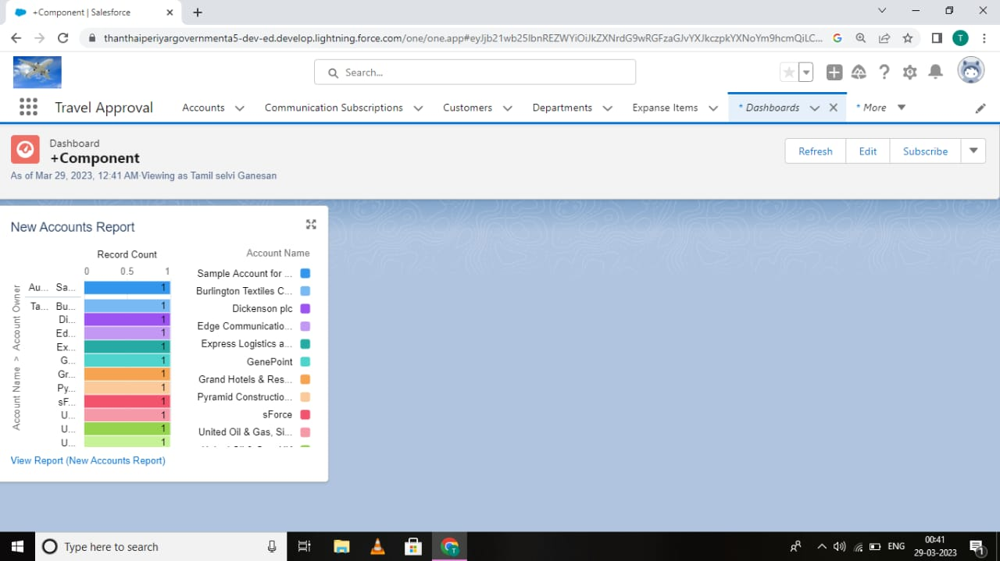 +Component | Salesforce
thanthaiperiyargovernmenta5-dev-ed.develop.lightning.force.com/one/one.app#eyJjb21wb25lbnREZWYiOiJkZXNrdG9wRGFzaGJvYXJkczpkYXNoYm9hcmQiLC...
Search...
Travel Approval Accounts Communication Subscriptions Customers Departments Expanse Items * Dashboards * More
Dashboard
+Component
As of Mar 29, 2023, 12:41 AM·Viewing as Tamil selvi Ganesan
Refresh Edit Subscribe
New Accounts Report
Record Count
0 0.5 1
Account Name > Account Owner
Au... Sa... 1
Ta... Bu... 1
Di... 1
Ed... 1
Ex... 1
G... 1
Gr... 1
Py... 1
sF... 1
U... 1
U... 1
U... 1
Account Name
Sample Account for ...
Burlington Textiles C...
Dickenson plc
Edge Communicatio...
Express Logistics a...
GenePoint
Grand Hotels & Res...
Pyramid Constructio...
sForce
United Oil & Gas, Si...
View Report (New Accounts Report)
Type here to search
ENG
00:41
29-03-2023
1